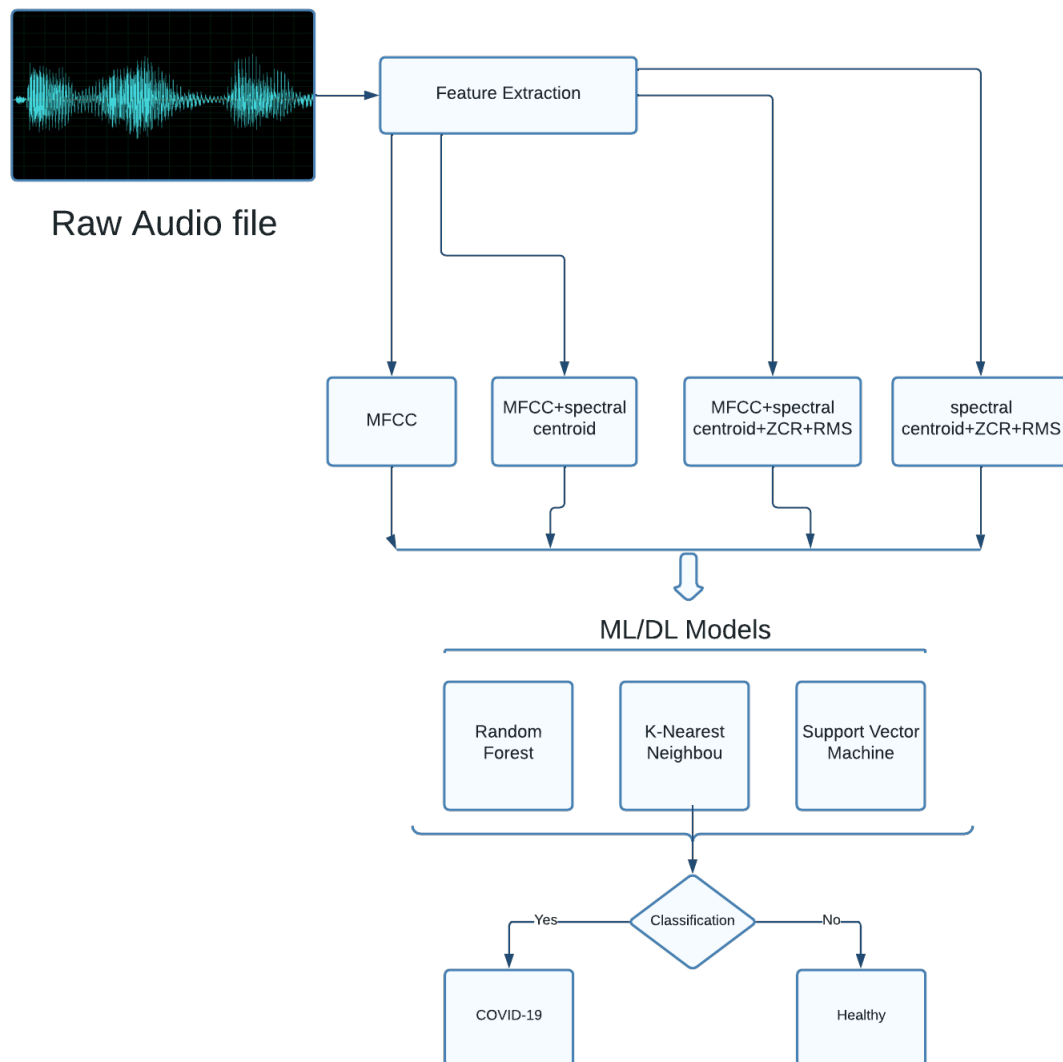 Feature Extraction
Raw Audio file
MFCC
MFCC+spectral
centroid
MFCC+spectral
centroid+ZCR+RMS
spectral
centroid+ZCR+RMS
ML/DL Models
Random
Forest
K-Nearest
Neighbou
Support Vector
Machine
Yes
Classification
No
COVID-19
Healthy